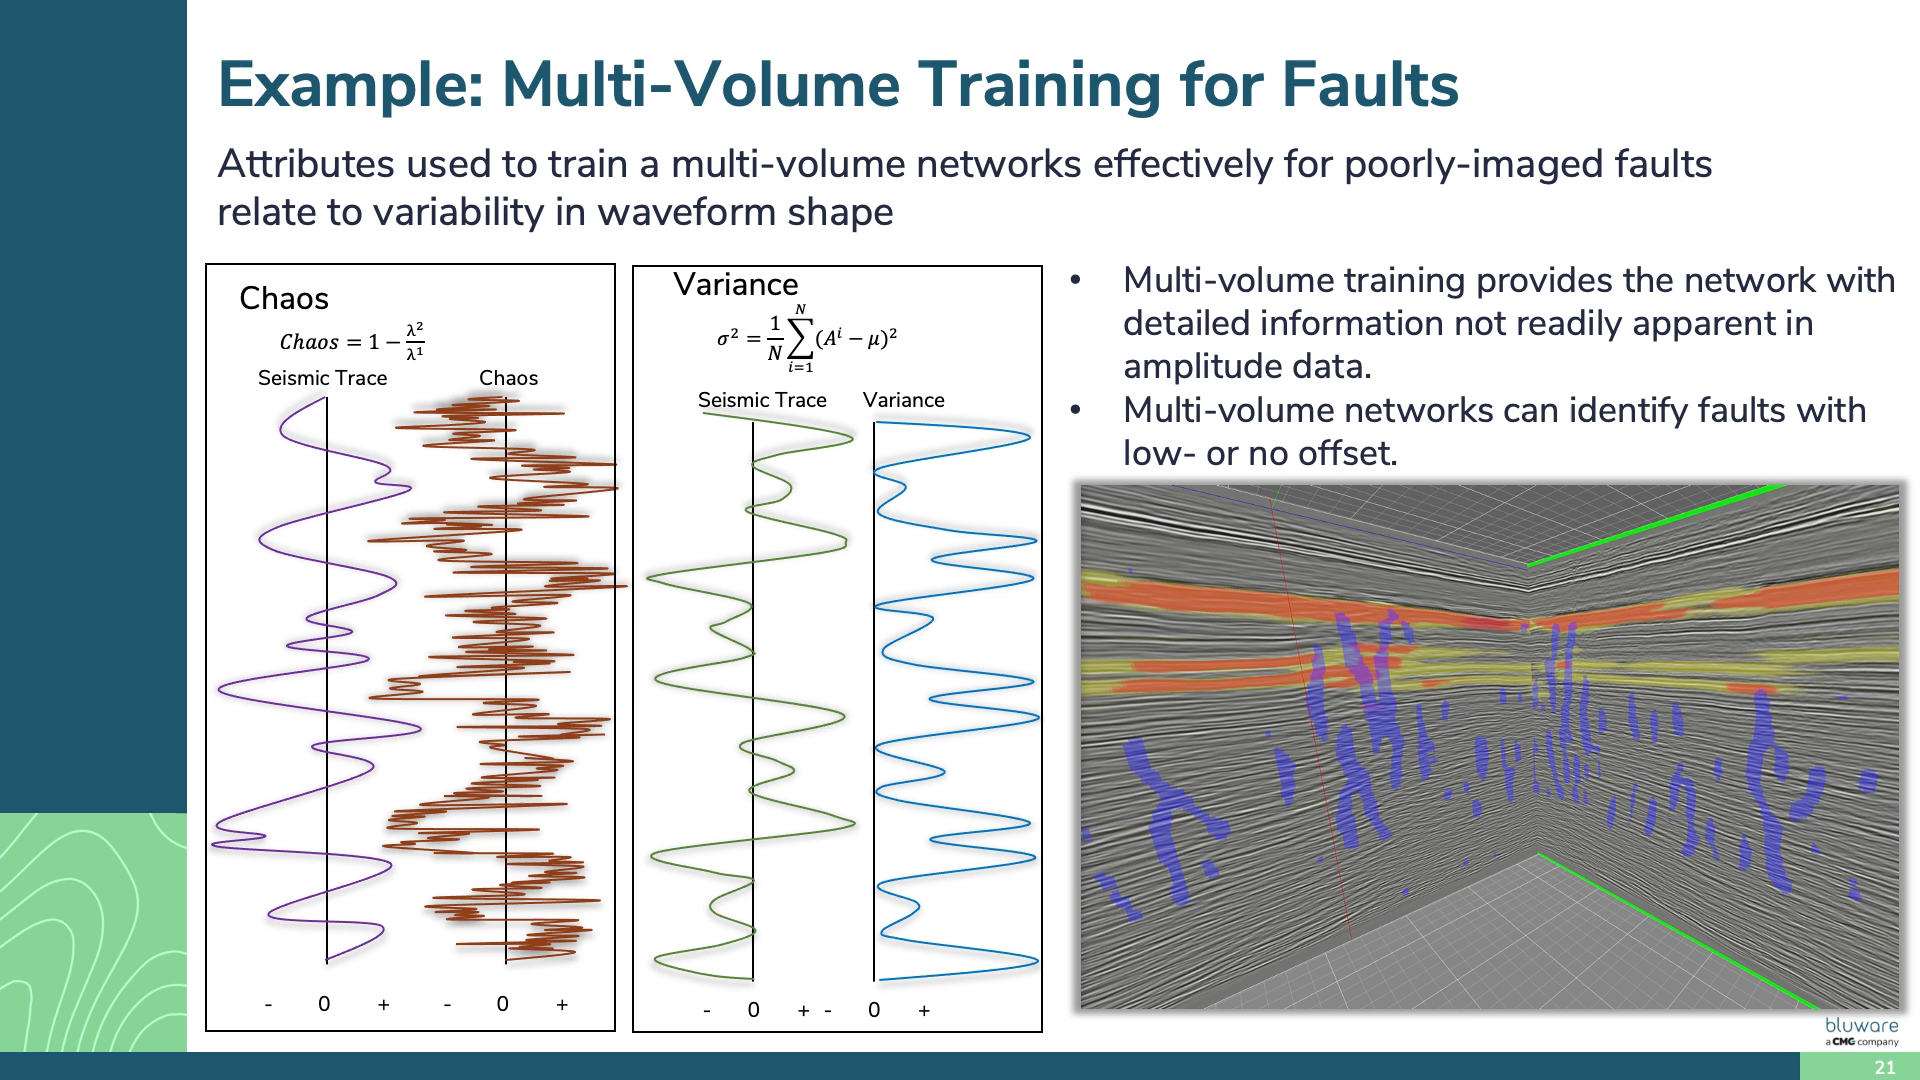 Example: Multi-Volume Training for Faults
Attributes used to train a multi-volume networks effectively for poorly-imaged faults
relate to variability in waveform shape
Chaos
Chaos = 1 − λ²/λ¹
Seismic Trace Chaos
- 0 + - 0 +
Variance
σ² = 1/N ∑ᵢ₌₁ᴺ (Aⁱ − μ)²
Seismic Trace Variance
- 0 + - 0 +
• Multi-volume training provides the network with
detailed information not readily apparent in
amplitude data.
• Multi-volume networks can identify faults with
low- or no offset.
bluware
a CMG company
21